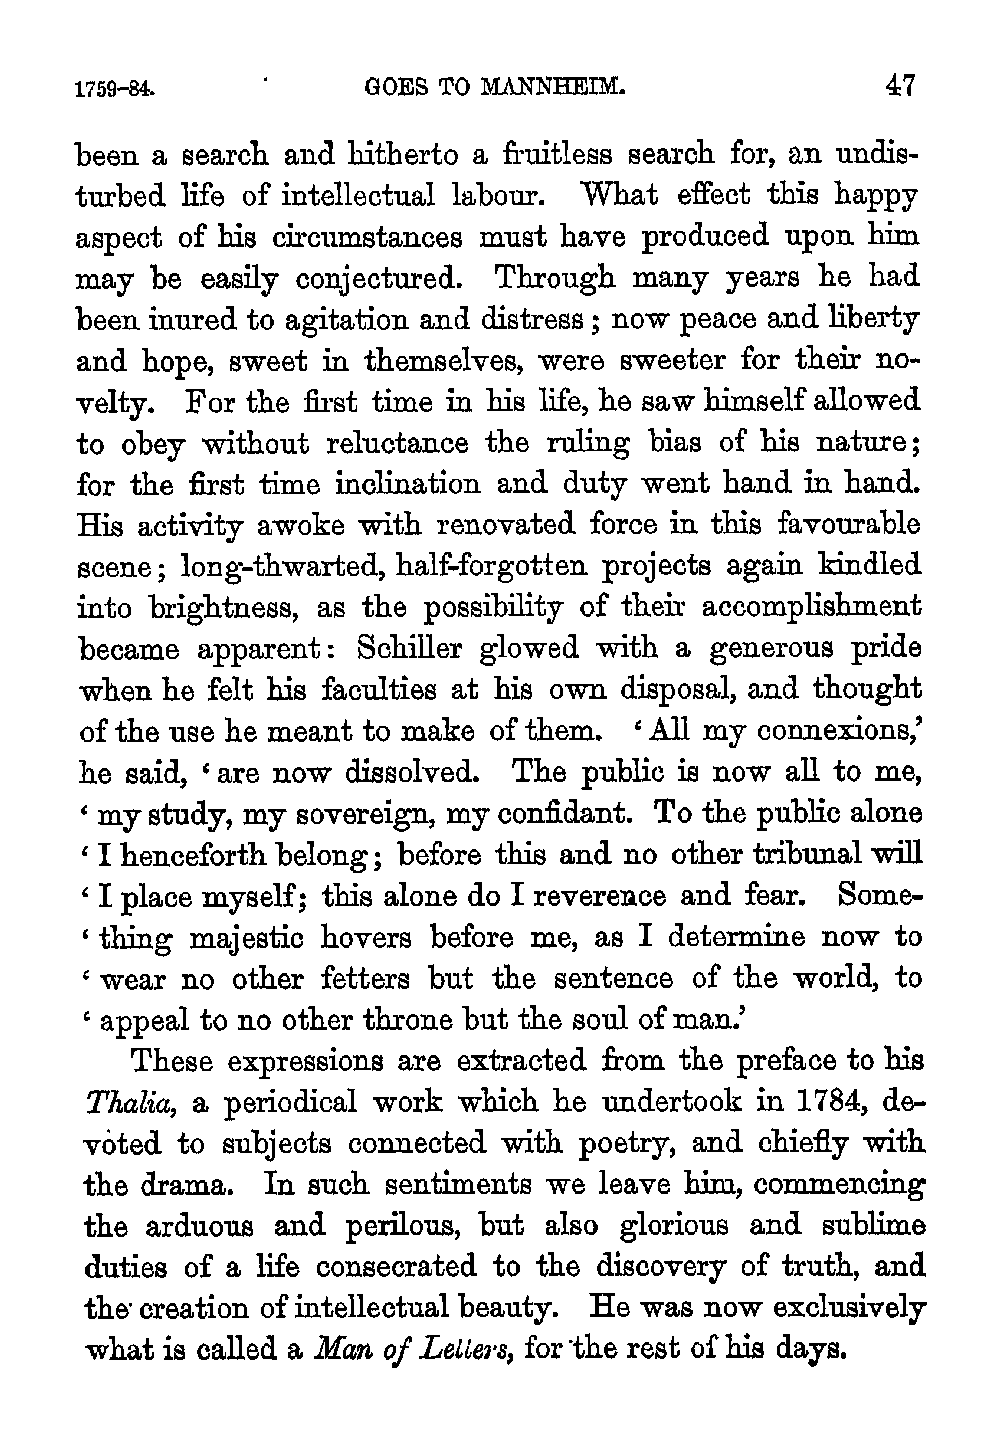 1759–84. GOES TO MANNHEIM. 47
been a search and hitherto a fruitless search for, an undis-
turbed life of intellectual labour. What effect this happy
aspect of his circumstances must have produced upon him
may be easily conjectured. Through many years he had
been inured to agitation and distress; now peace and liberty
and hope, sweet in themselves, were sweeter for their no-
velty. For the first time in his life, he saw himself allowed
to obey without reluctance the ruling bias of his nature;
for the first time inclination and duty went hand in hand.
His activity awoke with renovated force in this favourable
scene; long-thwarted, half-forgotten projects again kindled
into brightness, as the possibility of their accomplishment
became apparent: Schiller glowed with a generous pride
when he felt his faculties at his own disposal, and thought
of the use he meant to make of them. ‘All my connexions,’
he said, ‘are now dissolved. The public is now all to me,
‘my study, my sovereign, my confidant. To the public alone
‘I henceforth belong; before this and no other tribunal will
‘I place myself; this alone do I reverence and fear. Some-
‘thing majestic hovers before me, as I determine now to
‘wear no other fetters but the sentence of the world, to
‘appeal to no other throne but the soul of man.’
These expressions are extracted from the preface to his
Thalia, a periodical work which he undertook in 1784, de-
voted to subjects connected with poetry, and chiefly with
the drama. In such sentiments we leave him, commencing
the arduous and perilous, but also glorious and sublime
duties of a life consecrated to the discovery of truth, and
the creation of intellectual beauty. He was now exclusively
what is called a Man of Letters, for the rest of his days.